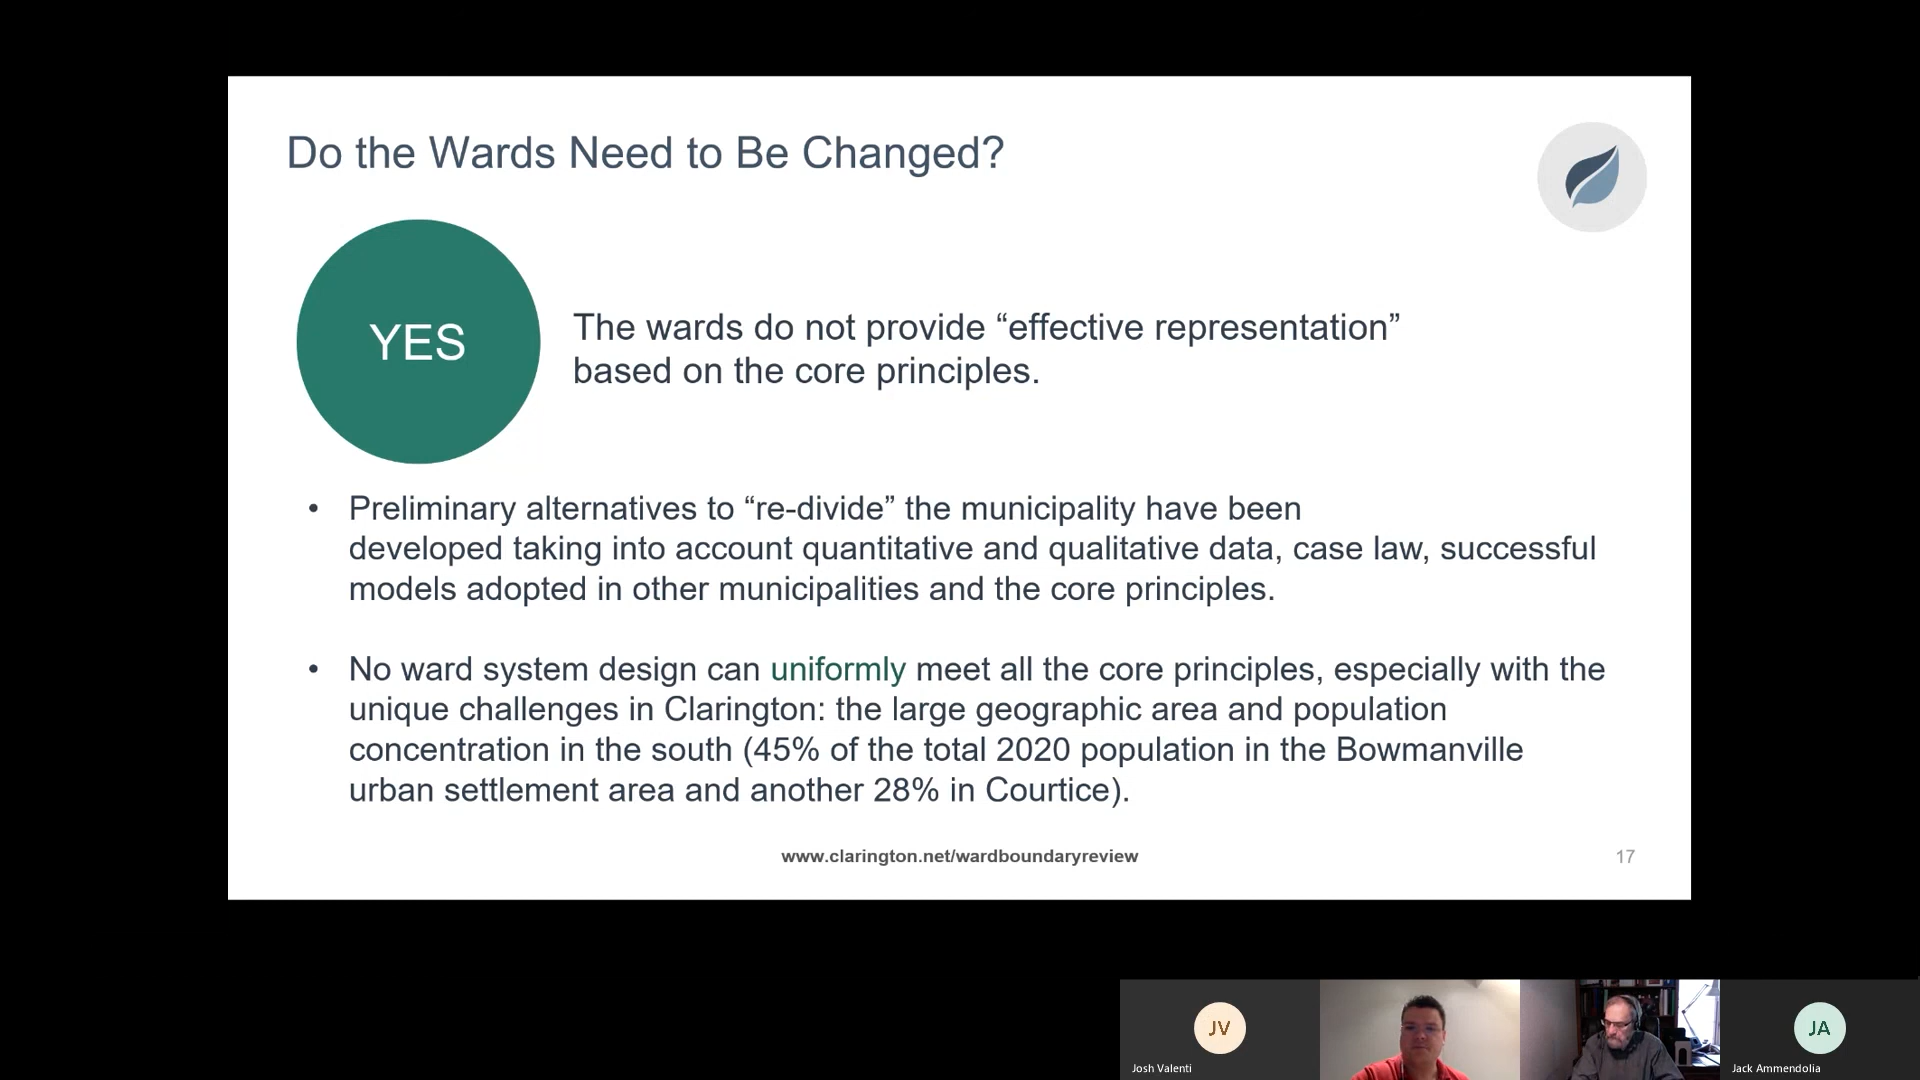 Do the Wards Need to Be Changed?
YES
The wards do not provide “effective representation”
based on the core principles.
• Preliminary alternatives to “re-divide” the municipality have been
developed taking into account quantitative and qualitative data, case law, successful
models adopted in other municipalities and the core principles.
• No ward system design can uniformly meet all the core principles, especially with the
unique challenges in Clarington: the large geographic area and population
concentration in the south (45% of the total 2020 population in the Bowmanville
urban settlement area and another 28% in Courtice).
www.clarington.net/wardboundaryreview
17
JV
JA
Josh Valenti
Jack Ammendolia